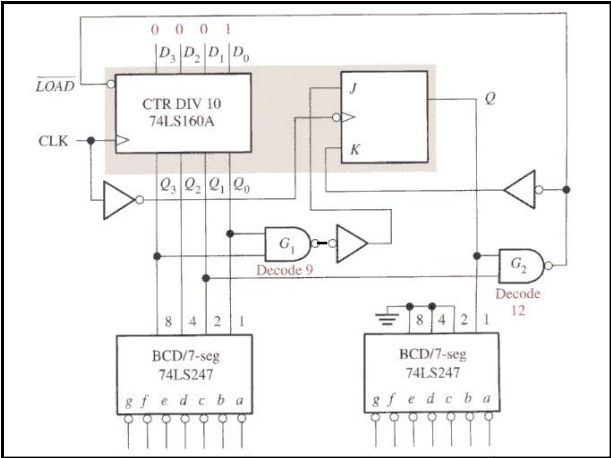 0 0 0 1
D3 D2 D1 D0
LOAD
CTR DIV 10
74LS160A
CLK
J
Q
K
Q3 Q2 Q1 Q0
G1
Decode 9
G2
Decode
12
8 4 2 1
BCD/7-seg
74LS247
g f e d c b a
8 4 2 1
BCD/7-seg
74LS247
g f e d c b a